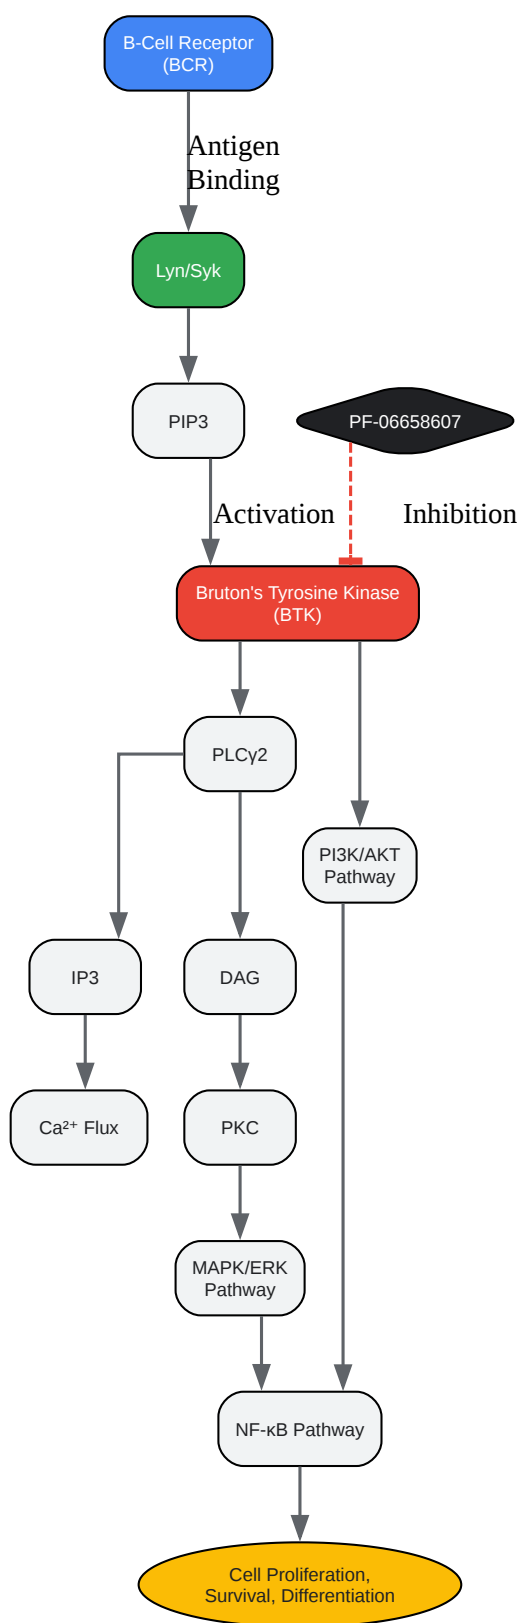 B-Cell Receptor
(BCR)
Antigen
Binding
Lyn/Syk
PIP3
PF-06658607
Activation
Inhibition
Bruton's Tyrosine Kinase
(BTK)
PLCγ2
PI3K/AKT
Pathway
IP3
DAG
Ca²⁺ Flux
PKC
MAPK/ERK
Pathway
NF-κB Pathway
Cell Proliferation,
Survival, Differentiation